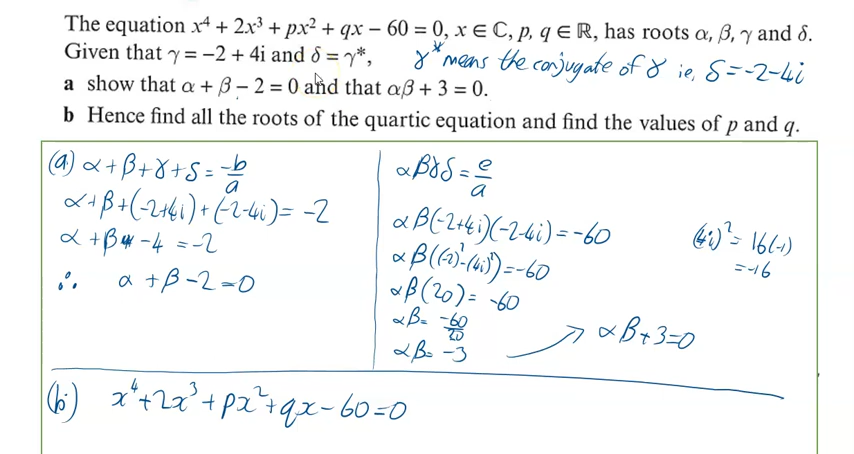 The equation x⁴ + 2x³ + px² + qx − 60 = 0, x ∈ ℂ, p, q ∈ ℝ, has roots α, β, γ and δ.
Given that γ = −2 + 4i and δ = γ*,
γ* means the conjugate of γ ie, δ = -2-4i
a show that α + β − 2 = 0 and that αβ + 3 = 0.
b Hence find all the roots of the quartic equation and find the values of p and q.
(a) α+β+γ+δ = -b/a
α+β+(-2+4i)+(-2-4i) = -2
α+β -4 = -2
∴ α+β-2=0
αβγδ = e/a
αβ(-2+4i)(-2-4i) = -60
αβ((-2)²-(4i)²) = -60
αβ(20) = -60
αβ = -60/20
αβ = -3
→ αβ+3=0
(4i)² = 16(-1)
= -16
(b) x⁴+2x³+px²+qx-60=0